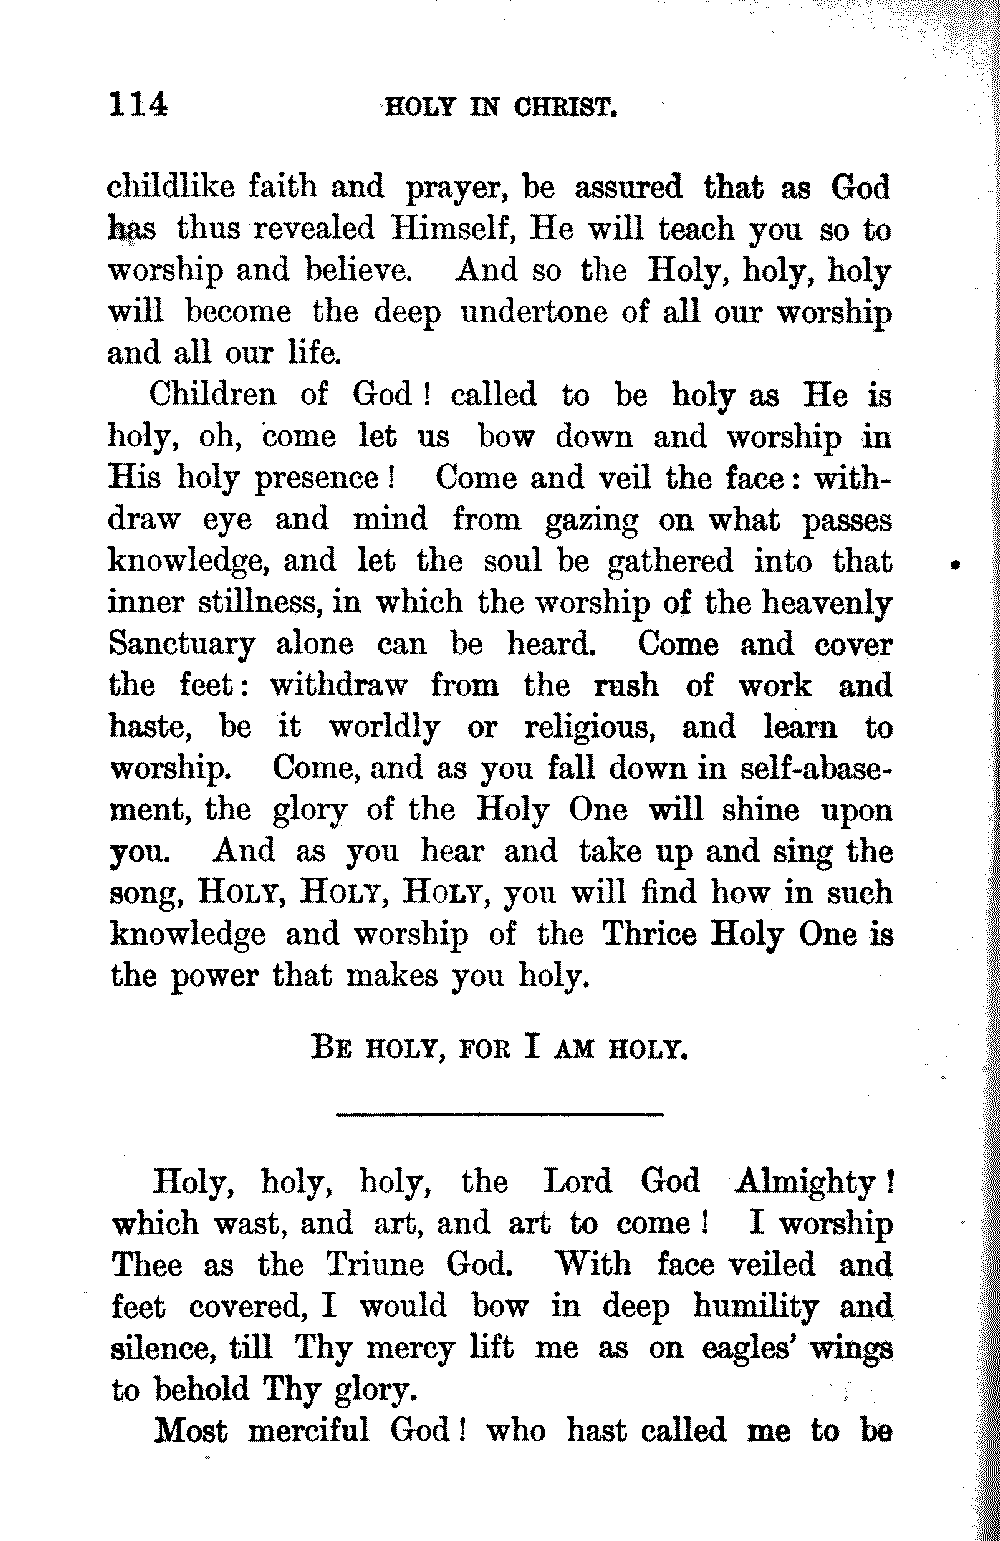 114 HOLY IN CHRIST.
childlike faith and prayer, be assured that as God
has thus revealed Himself, He will teach you so to
worship and believe. And so the Holy, holy, holy
will become the deep undertone of all our worship
and all our life.
Children of God! called to be holy as He is
holy, oh, come let us bow down and worship in
His holy presence! Come and veil the face: with-
draw eye and mind from gazing on what passes
knowledge, and let the soul be gathered into that
inner stillness, in which the worship of the heavenly
Sanctuary alone can be heard. Come and cover
the feet: withdraw from the rush of work and
haste, be it worldly or religious, and learn to
worship. Come, and as you fall down in self-abase-
ment, the glory of the Holy One will shine upon
you. And as you hear and take up and sing the
song, HOLY, HOLY, HOLY, you will find how in such
knowledge and worship of the Thrice Holy One is
the power that makes you holy.
BE HOLY, FOR I AM HOLY.
Holy, holy, holy, the Lord God Almighty!
which wast, and art, and art to come! I worship
Thee as the Triune God. With face veiled and
feet covered, I would bow in deep humility and
silence, till Thy mercy lift me as on eagles' wings
to behold Thy glory.
Most merciful God! who hast called me to be